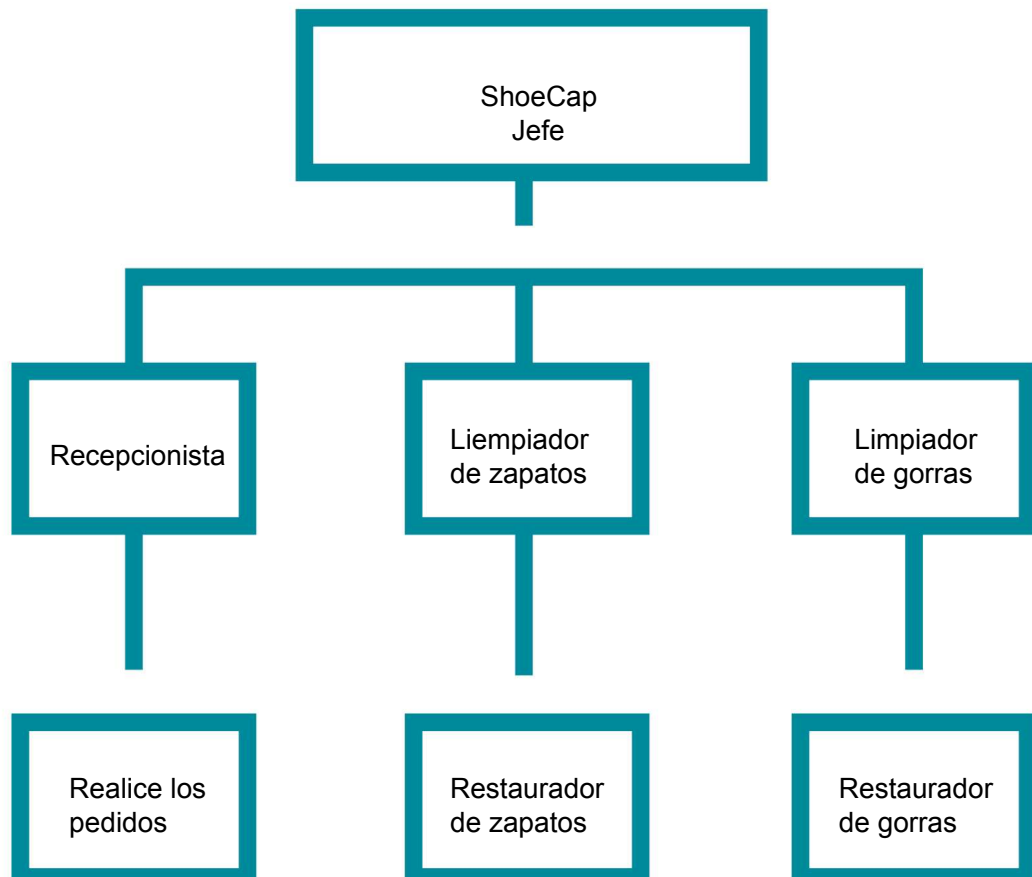 ShoeCap
Jefe
Recepcionista
Liempiador
de zapatos
Limpiador
de gorras
Realice los
pedidos
Restaurador
de zapatos
Restaurador
de gorras